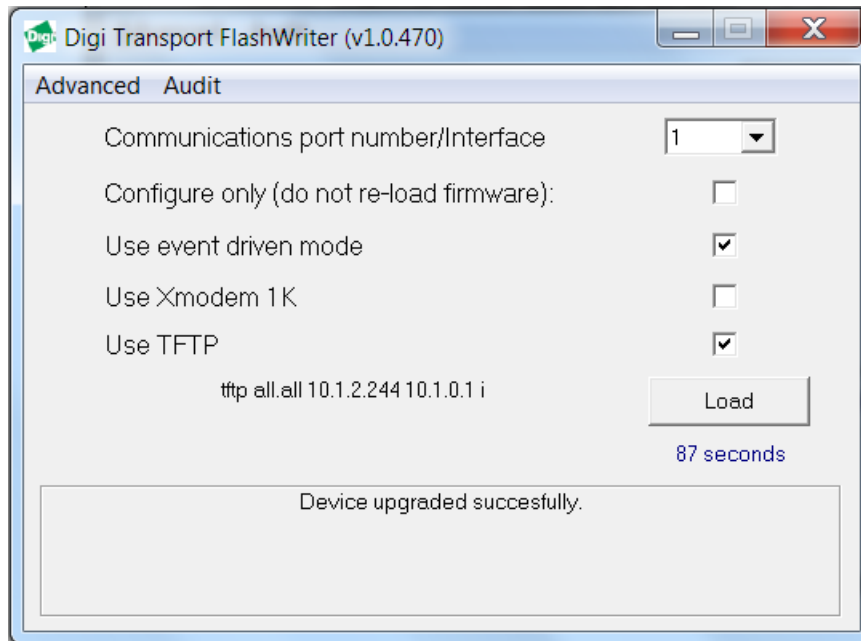 Digi Digi Transport FlashWriter (v1.0.470)
Advanced Audit
Communications port number/Interface 1
Configure only (do not re-load firmware):
Use event driven mode
Use Xmodem 1K
Use TFTP
tftp all.all 10.1.2.244 10.1.0.1 i
Load
87 seconds
Device upgraded succesfully.